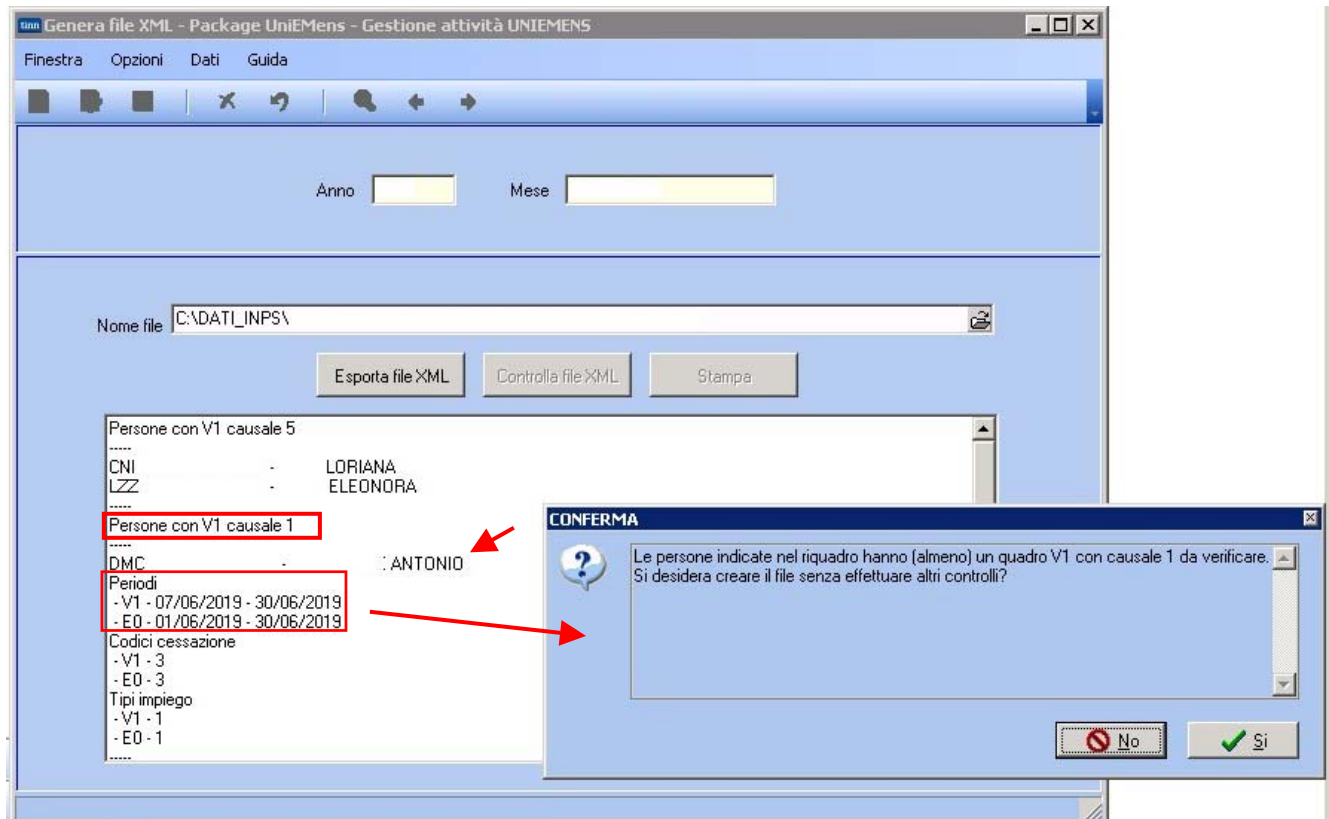 tinn Genera file XML - Package UniEMens - Gestione attività UNIEMENS
Finestra Opzioni Dati Guida
Anno Mese
Nome file C:\DATI_INPS\
Esporta file XML Controlla file XML Stampa
Persone con V1 causale 5
-----
CNI - LORIANA
LZZ - ELEONORA
-----
Persone con V1 causale 1
-----
DMC - ANTONIO
Periodi
- V1 - 07/06/2019 - 30/06/2019
- E0 - 01/06/2019 - 30/06/2019
Codici cessazione
- V1 - 3
- E0 - 3
Tipi impiego
- V1 - 1
- E0 - 1
-----
CONFERMA
Le persone indicate nel riquadro hanno (almeno) un quadro V1 con causale 1 da verificare.
Si desidera creare il file senza effettuare altri controlli?
No Si